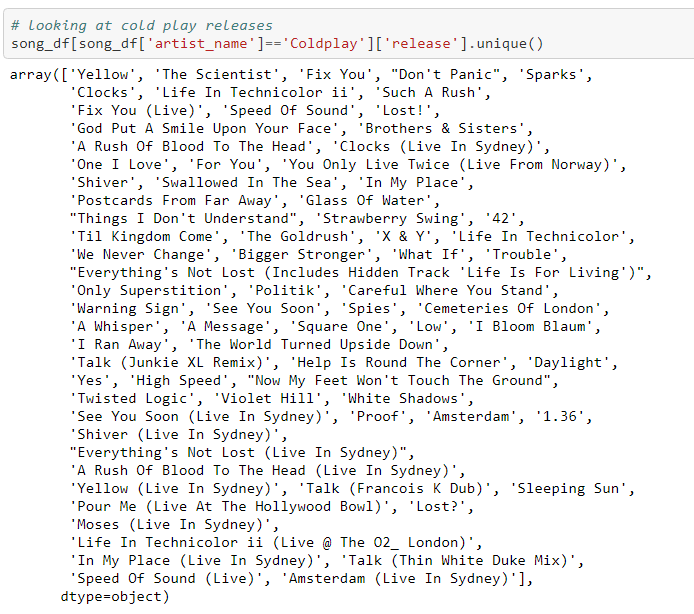 # looking at cold play releases
song_df[song_df['artist_name']=='Coldplay']['release'].unique()
array(['Yellow', 'The Scientist', 'Fix You', "Don't Panic", 'Sparks',
'Clocks', 'Life In Technicolor ii', 'Such A Rush',
'Fix You (Live)', 'Speed Of Sound', 'Lost!',
'God Put A Smile Upon Your Face', 'Brothers & Sisters',
'A Rush Of Blood To The Head', 'Clocks (Live In Sydney)',
'One I Love', 'For You', 'You Only Live Twice (Live From Norway)',
'Shiver', 'Swallowed In The Sea', 'In My Place',
'Postcards From Far Away', 'Glass Of Water',
"Things I Don't Understand", 'Strawberry Swing', '42',
'Til Kingdom Come', 'The Goldrush', 'X & Y', 'Life In Technicolor',
'We Never Change', 'Bigger Stronger', 'What If', 'Trouble',
"Everything's Not Lost (Includes Hidden Track 'Life Is For Living')",
'Only Superstition', 'Politik', 'Careful Where You Stand',
'Warning Sign', 'See You Soon', 'Spies', 'Cemeteries Of London',
'A Whisper', 'A Message', 'Square One', 'Low', 'I Bloom Blaum',
'I Ran Away', 'The World Turned Upside Down',
'Talk (Junkie XL Remix)', 'Help Is Round The Corner', 'Daylight',
'Yes', 'High Speed', "Now My Feet Won't Touch The Ground",
'Twisted Logic', 'Violet Hill', 'White Shadows',
'See You Soon (Live In Sydney)', 'Proof', 'Amsterdam', '1.36',
'Shiver (Live In Sydney)',
"Everything's Not Lost (Live In Sydney)",
'A Rush Of Blood To The Head (Live In Sydney)',
'Yellow (Live In Sydney)', 'Talk (Francois K Dub)', 'Sleeping Sun',
'Pour Me (Live At The Hollywood Bowl)', 'Lost?',
'Moses (Live In Sydney)',
'Life In Technicolor ii (Live @ The O2_ London)',
'In My Place (Live In Sydney)', 'Talk (Thin White Duke Mix)',
'Speed Of Sound (Live)', 'Amsterdam (Live In Sydney)'],
dtype=object)